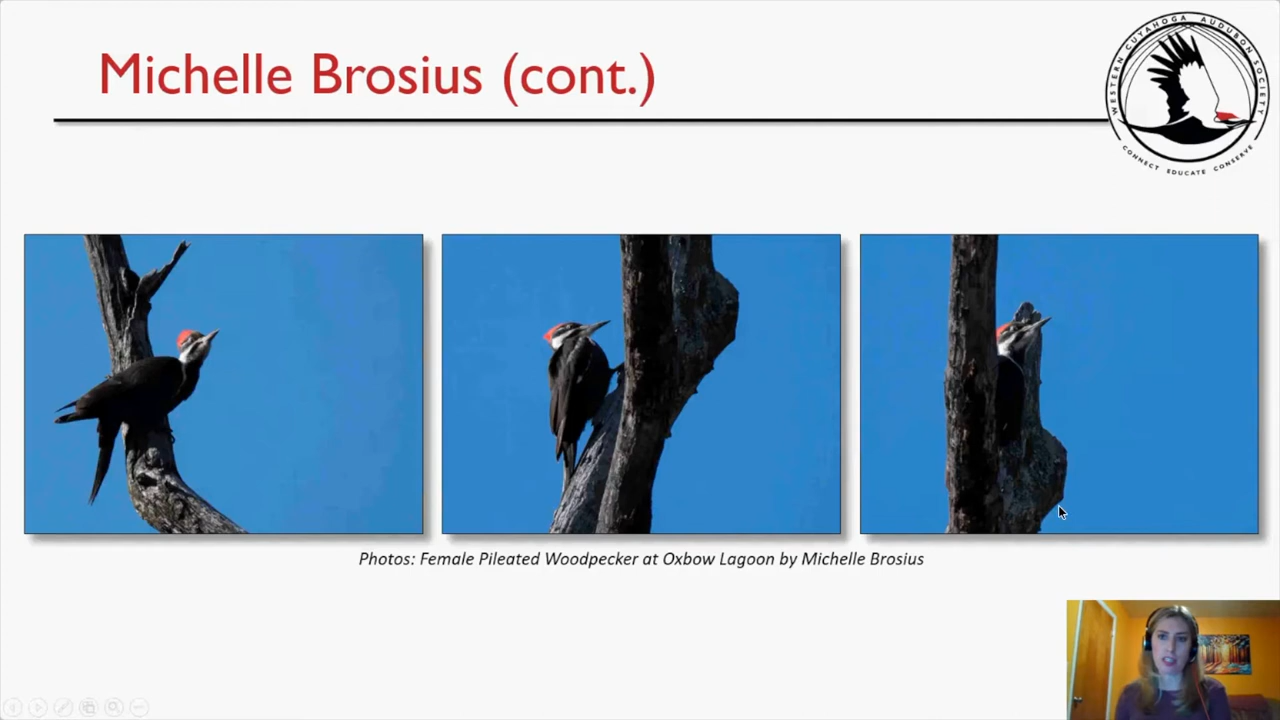 Michelle Brosius (cont.)
WESTERN CUYAHOGA AUDUBON SOCIETY
CONNECT EDUCATE CONSERVE
Photos: Female Pileated Woodpecker at Oxbow Lagoon by Michelle Brosius